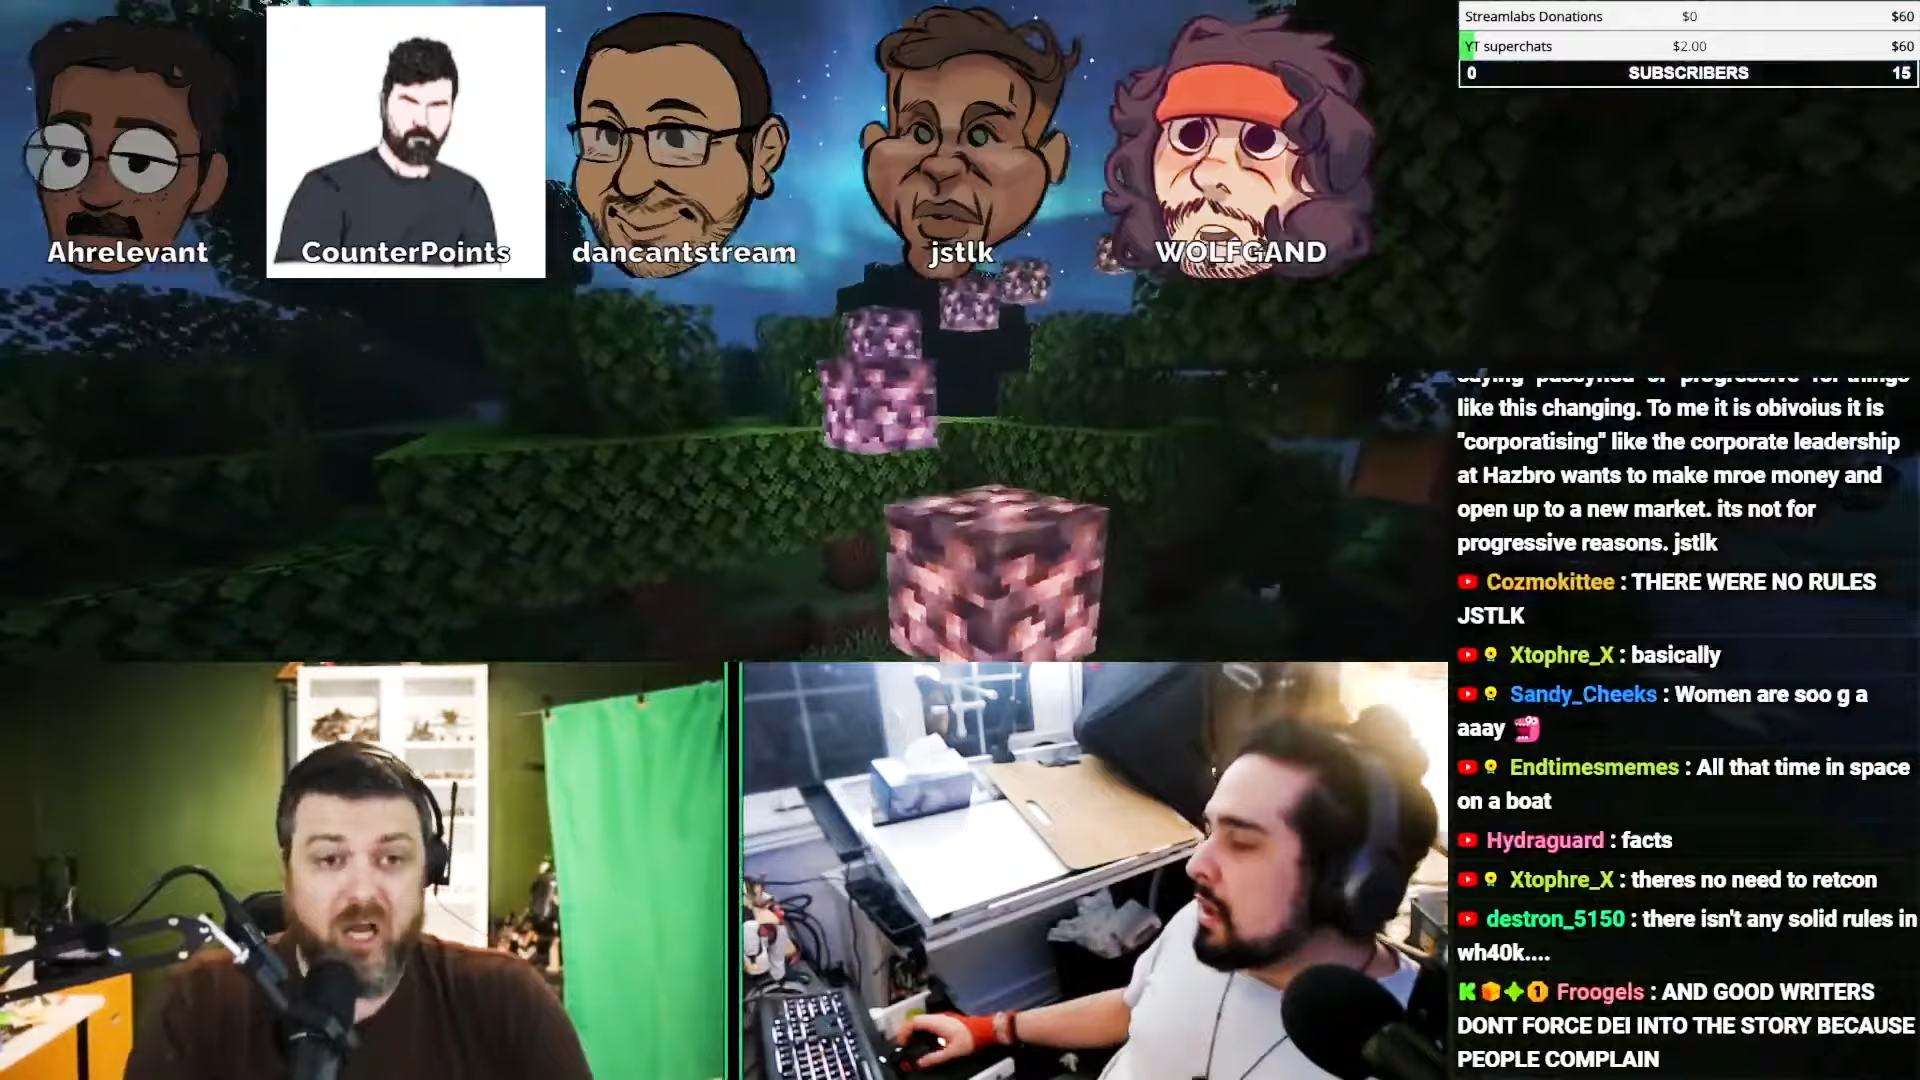 Streamlabs Donations $0 $60
YT superchats $2.00 $60
0 SUBSCRIBERS 15
Ahrelevant
CounterPoints
dancantstream
jstlk
WOLFGAND
like this changing. To me it is obivoius it is
"corporatising" like the corporate leadership
at Hazbro wants to make mroe money and
open up to a new market. its not for
progressive reasons. jstlk
Cozmokittee : THERE WERE NO RULES
JSTLK
Xtophre_X : basically
Sandy_Cheeks : Women are soo g a
aaay
Endtimesmemes : All that time in space
on a boat
Hydraguard : facts
Xtophre_X : theres no need to retcon
destron_5150 : there isn't any solid rules in
wh40k....
Froogels : AND GOOD WRITERS
DONT FORCE DEI INTO THE STORY BECAUSE
PEOPLE COMPLAIN